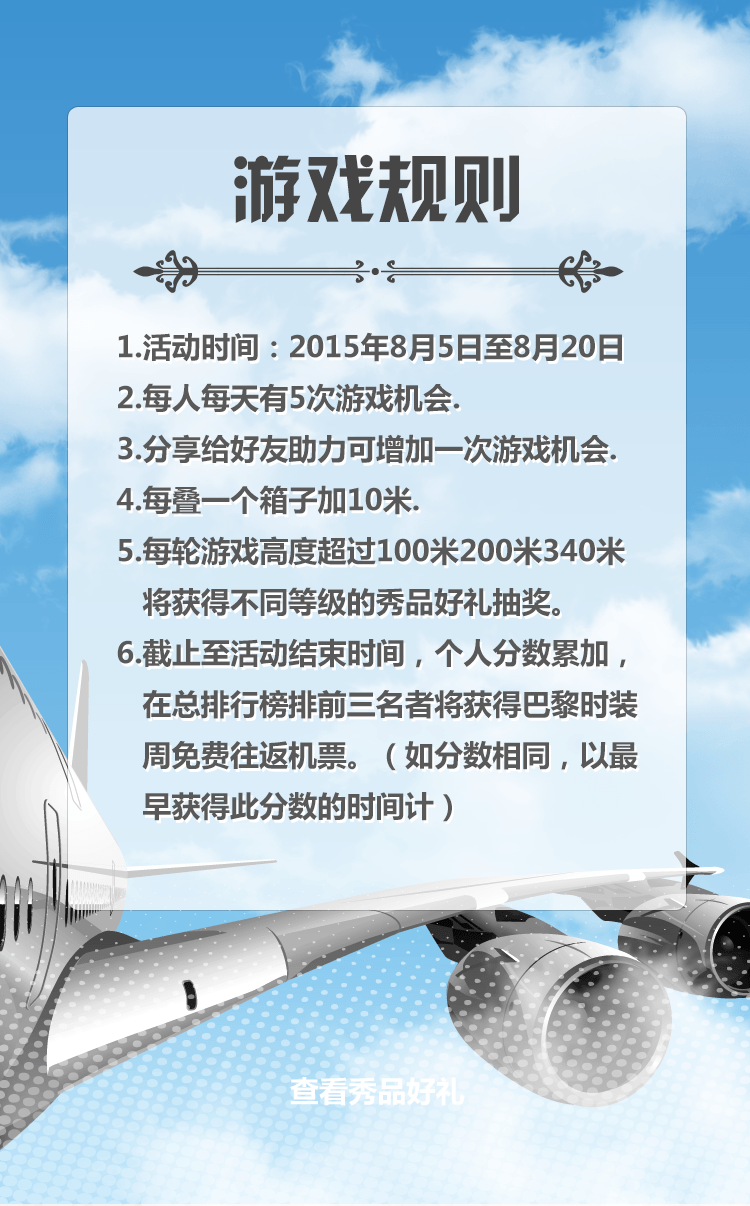 游戏规则
1.活动时间：2015年8月5日至8月20日
2.每人每天有5次游戏机会.
3.分享给好友助力可增加一次游戏机会.
4.每叠一个箱子加10米.
5.每轮游戏高度超过100米200米340米
将获得不同等级的秀品好礼抽奖。
6.截止至活动结束时间，个人分数累加，
在总排行榜排前三名者将获得巴黎时装
周免费往返机票。（如分数相同，以最
早获得此分数的时间计）
查看秀品好礼